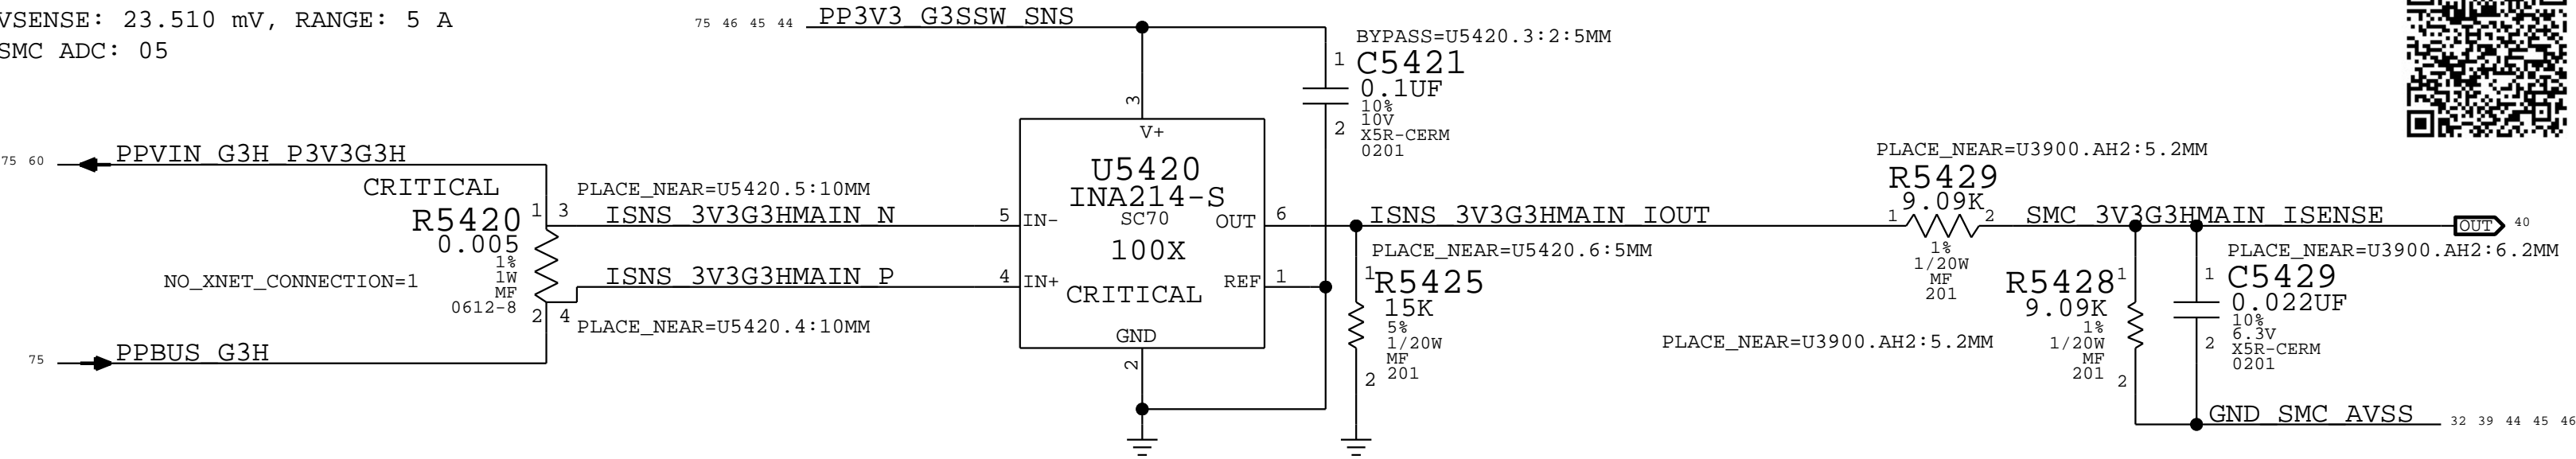 VSENSE: 23.510 mV, RANGE: 5 A
SMC ADC: 05
75 46 45 44 PP3V3_G3SSW_SNS
BYPASS=U5420.3:2:5MM
1 C5421
0.1UF
10%
10V
2 X5R-CERM
0201
3
V+
75 60 PPVIN_G3H_P3V3G3H
CRITICAL
R5420
0.005
1%
1W
MF
0612-8
1 3
NO_XNET_CONNECTION=1
2 4
75 PPBUS_G3H
PLACE_NEAR=U5420.5:10MM
ISNS_3V3G3HMAIN_N 5 IN-
ISNS_3V3G3HMAIN_P 4 IN+
PLACE_NEAR=U5420.4:10MM
U5420
INA214-S
SC70
100X
CRITICAL
OUT 6
REF 1
GND
2
ISNS_3V3G3HMAIN_IOUT
PLACE_NEAR=U5420.6:5MM
1 R5425
15K
5%
1/20W
MF
2 201
PLACE_NEAR=U3900.AH2:5.2MM
R5429
9.09K
1 2
1%
1/20W
MF
201
SMC_3V3G3HMAIN_ISENSE
OUT 40
R5428 1
9.09K
1%
1/20W
MF
201 2
PLACE_NEAR=U3900.AH2:5.2MM
PLACE_NEAR=U3900.AH2:6.2MM
1 C5429
0.022UF
10%
6.3V
2 X5R-CERM
0201
GND_SMC_AVSS 32 39 44 45 46